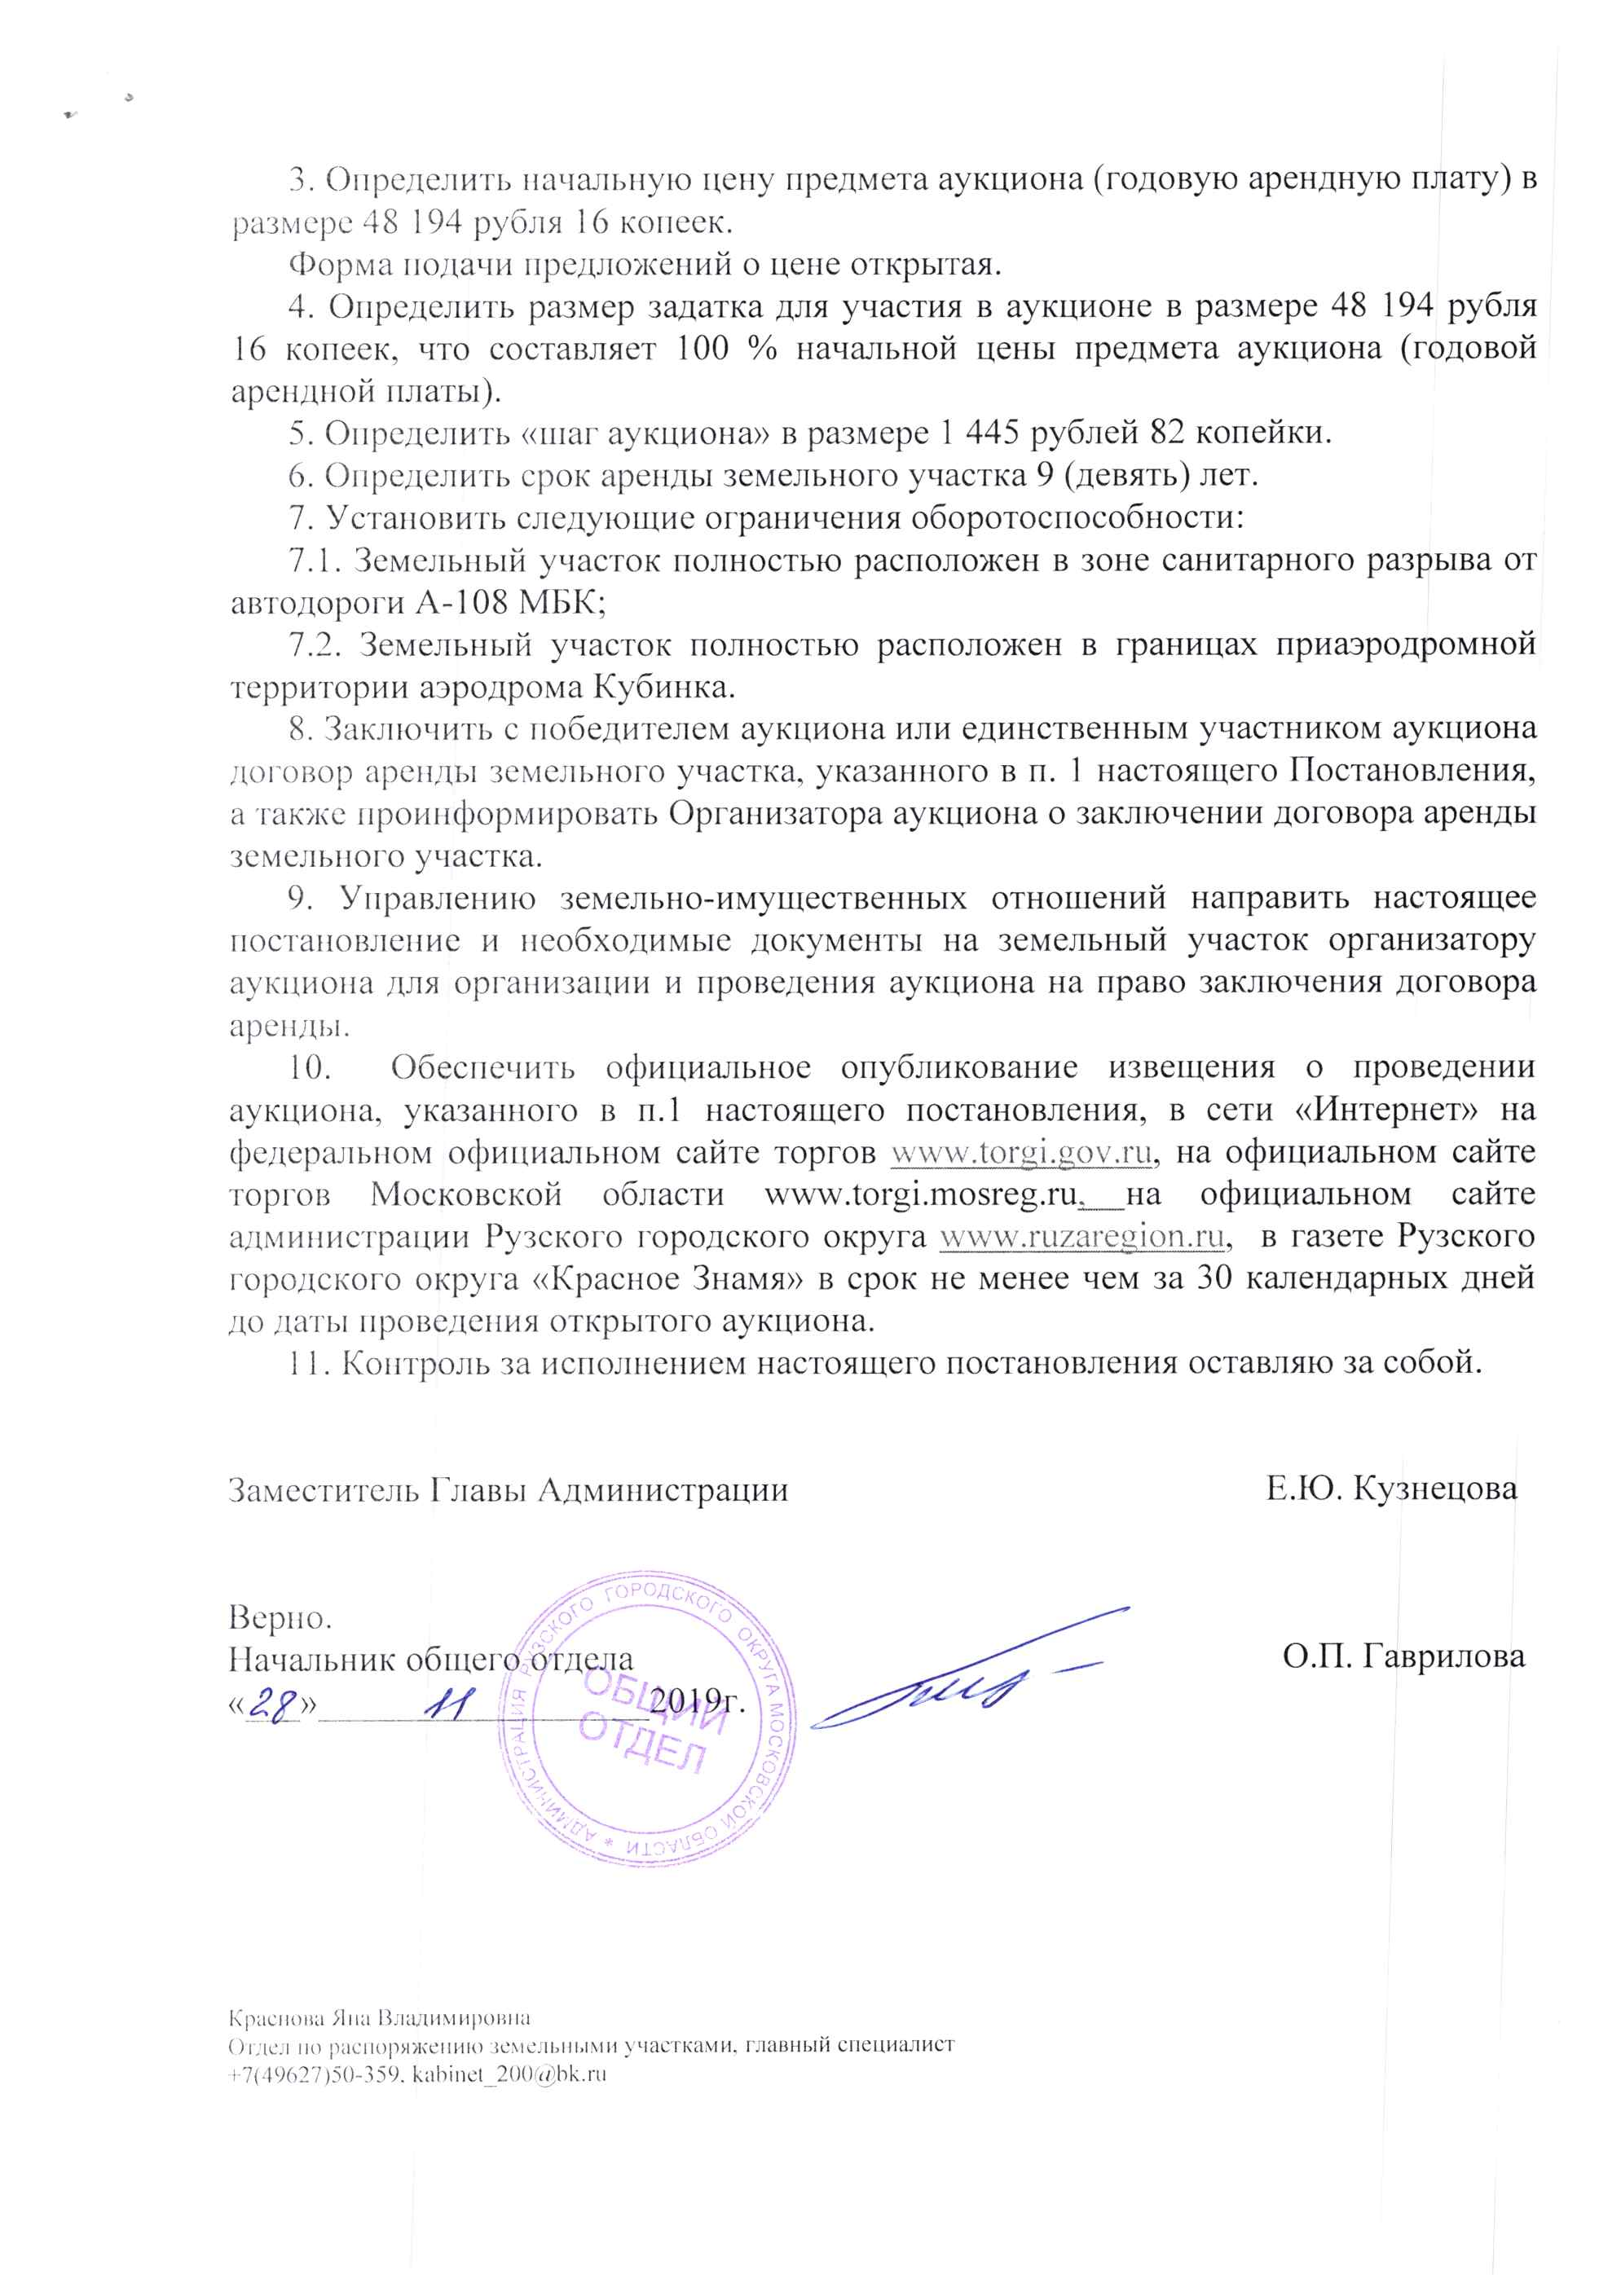 3. Определить начальную цену предмета аукциона (годовую арендную плату) в
размере 48 194 рубля 16 копеек.
Форма подачи предложений о цене открытая.
4. Определить размер задатка для участия в аукционе в размере 48 194 рубля
16 копеек, что составляет 100 % начальной цены предмета аукциона (годовой
арендной платы).
5. Определить «шаг аукциона» в размере 1 445 рублей 82 копейки.
6. Определить срок аренды земельного участка 9 (девять) лет.
7. Установить следующие ограничения оборотоспособности:
7.1. Земельный участок полностью расположен в зоне санитарного разрыва от
автодороги А-108 МБК;
7.2. Земельный участок полностью расположен в границах приаэродромной
территории аэродрома Кубинка.
8. Заключить с победителем аукциона или единственным участником аукциона
договор аренды земельного участка, указанного в п. 1 настоящего Постановления,
а также проинформировать Организатора аукциона о заключении договора аренды
земельного участка.
9. Управлению земельно-имущественных отношений направить настоящее
постановление и необходимые документы на земельный участок организатору
аукциона для организации и проведения аукциона на право заключения договора
аренды.
10. Обеспечить официальное опубликование извещения о проведении
аукциона, указанного в п.1 настоящего постановления, в сети «Интернет» на
федеральном официальном сайте торгов www.torgi.gov.ru, на официальном сайте
торгов Московской области www.torgi.mosreg.ru, на официальном сайте
администрации Рузского городского округа www.ruzaregion.ru, в газете Рузского
городского округа «Красное Знамя» в срок не менее чем за 30 календарных дней
до даты проведения открытого аукциона.
11. Контроль за исполнением настоящего постановления оставляю за собой.
Заместитель Главы Администрации Е.Ю. Кузнецова
Верно.
Начальник общего отдела О.П. Гаврилова
«28» 11 2019г.
АДМИНИСТРАЦИЯ РУЗСКОГО ГОРОДСКОГО ОКРУГА МОСКОВСКОЙ ОБЛАСТИ *
ОБЩИЙ
ОТДЕЛ
Краснова Яна Владимировна
Отдел по распоряжению земельными участками, главный специалист
+7(49627)50-359, kabinet_200@bk.ru